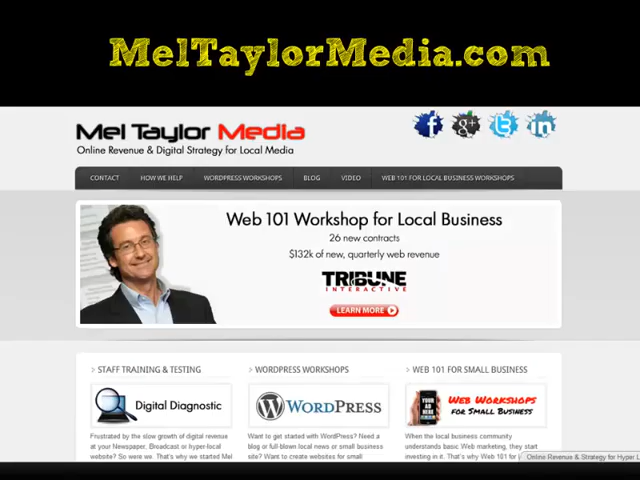 MelTaylorMedia.com
Mel Taylor Media
Online Revenue & Digital Strategy for Local Media
CONTACT HOW WE HELP WORDPRESS WORKSHOPS BLOG VIDEO WEB 101 FOR LOCAL BUSINESS WORKSHOPS
Web 101 Workshop for Local Business
26 new contracts
$132k of new, quarterly web revenue
TRIBUNE
INTERACTIVE
LEARN MORE
STAFF TRAINING & TESTING
Digital Diagnostic
Frustrated by the slow growth of digital revenue
at your Newspaper, Broadcast or hyper-local
website? So were we. That's why we started Mel
WORDPRESS WORKSHOPS
WORDPRESS
Want to get started with WordPress? Need a
blog or full-blown local news or small business
site? Want to create websites for small
WEB 101 FOR SMALL BUSINESS
YOUR
AD
HERE
WEB WORKSHOPS
FOR SMALL BUSINESS
When the local business community
understands basic Web marketing, they start
investing in it. That's why Web 101 for
Online Revenue & Strategy for Hyper L